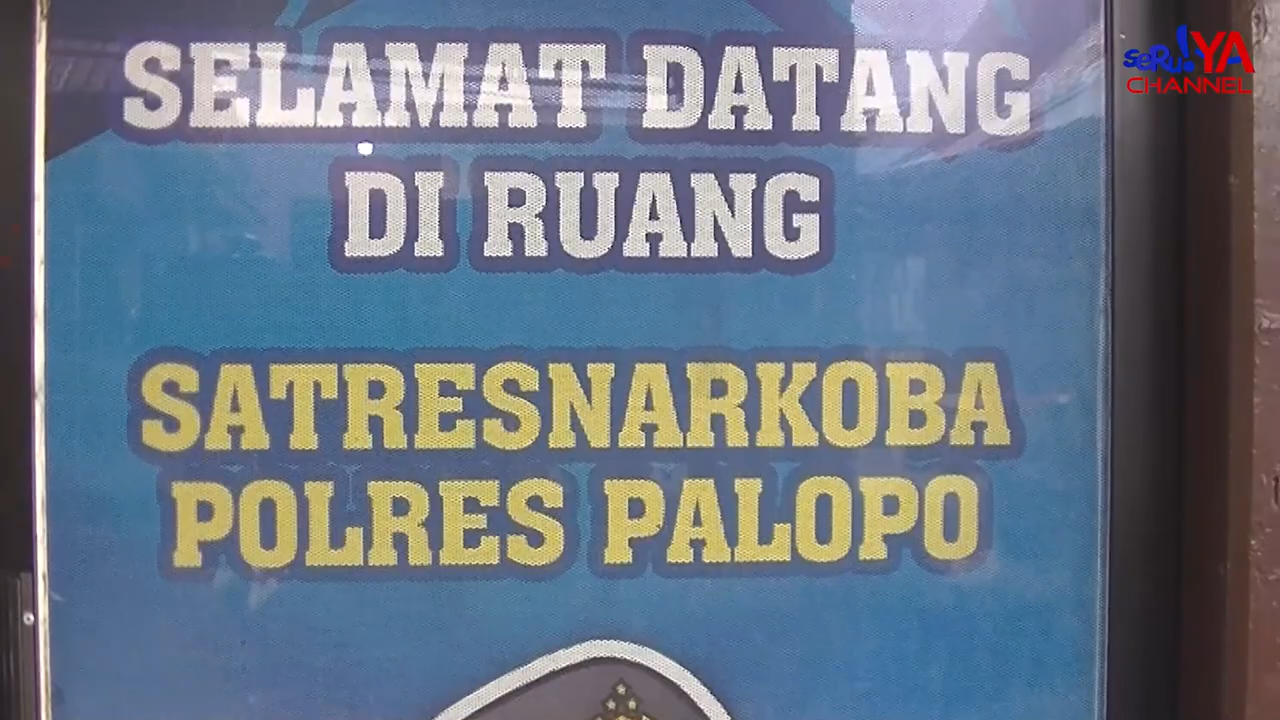 SELAMAT DATANG
DI RUANG
SATRESNARKOBA
POLRES PALOPO
seRu!YA
CHANNEL